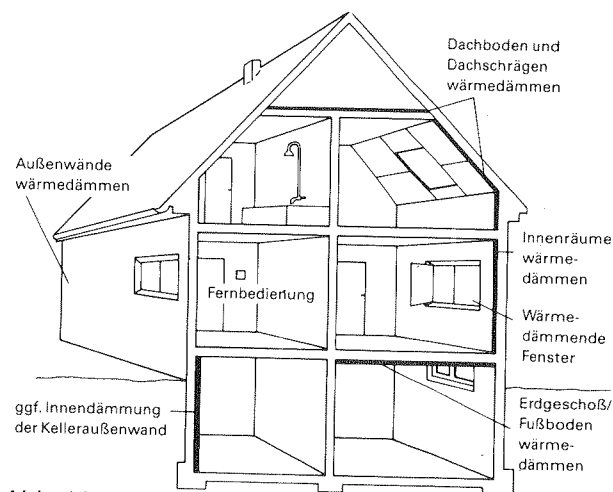 Dachboden und
Dachschrägen
wärmedämmen
Außenwände
wärmedämmen
Innenräume
wärme-
dämmen
Fernbedienung
Wärme-
dämmende
Fenster
ggf. Innendämmung
der Kelleraußenwand
Erdgeschoß/
Fußboden
wärme-
dämmen